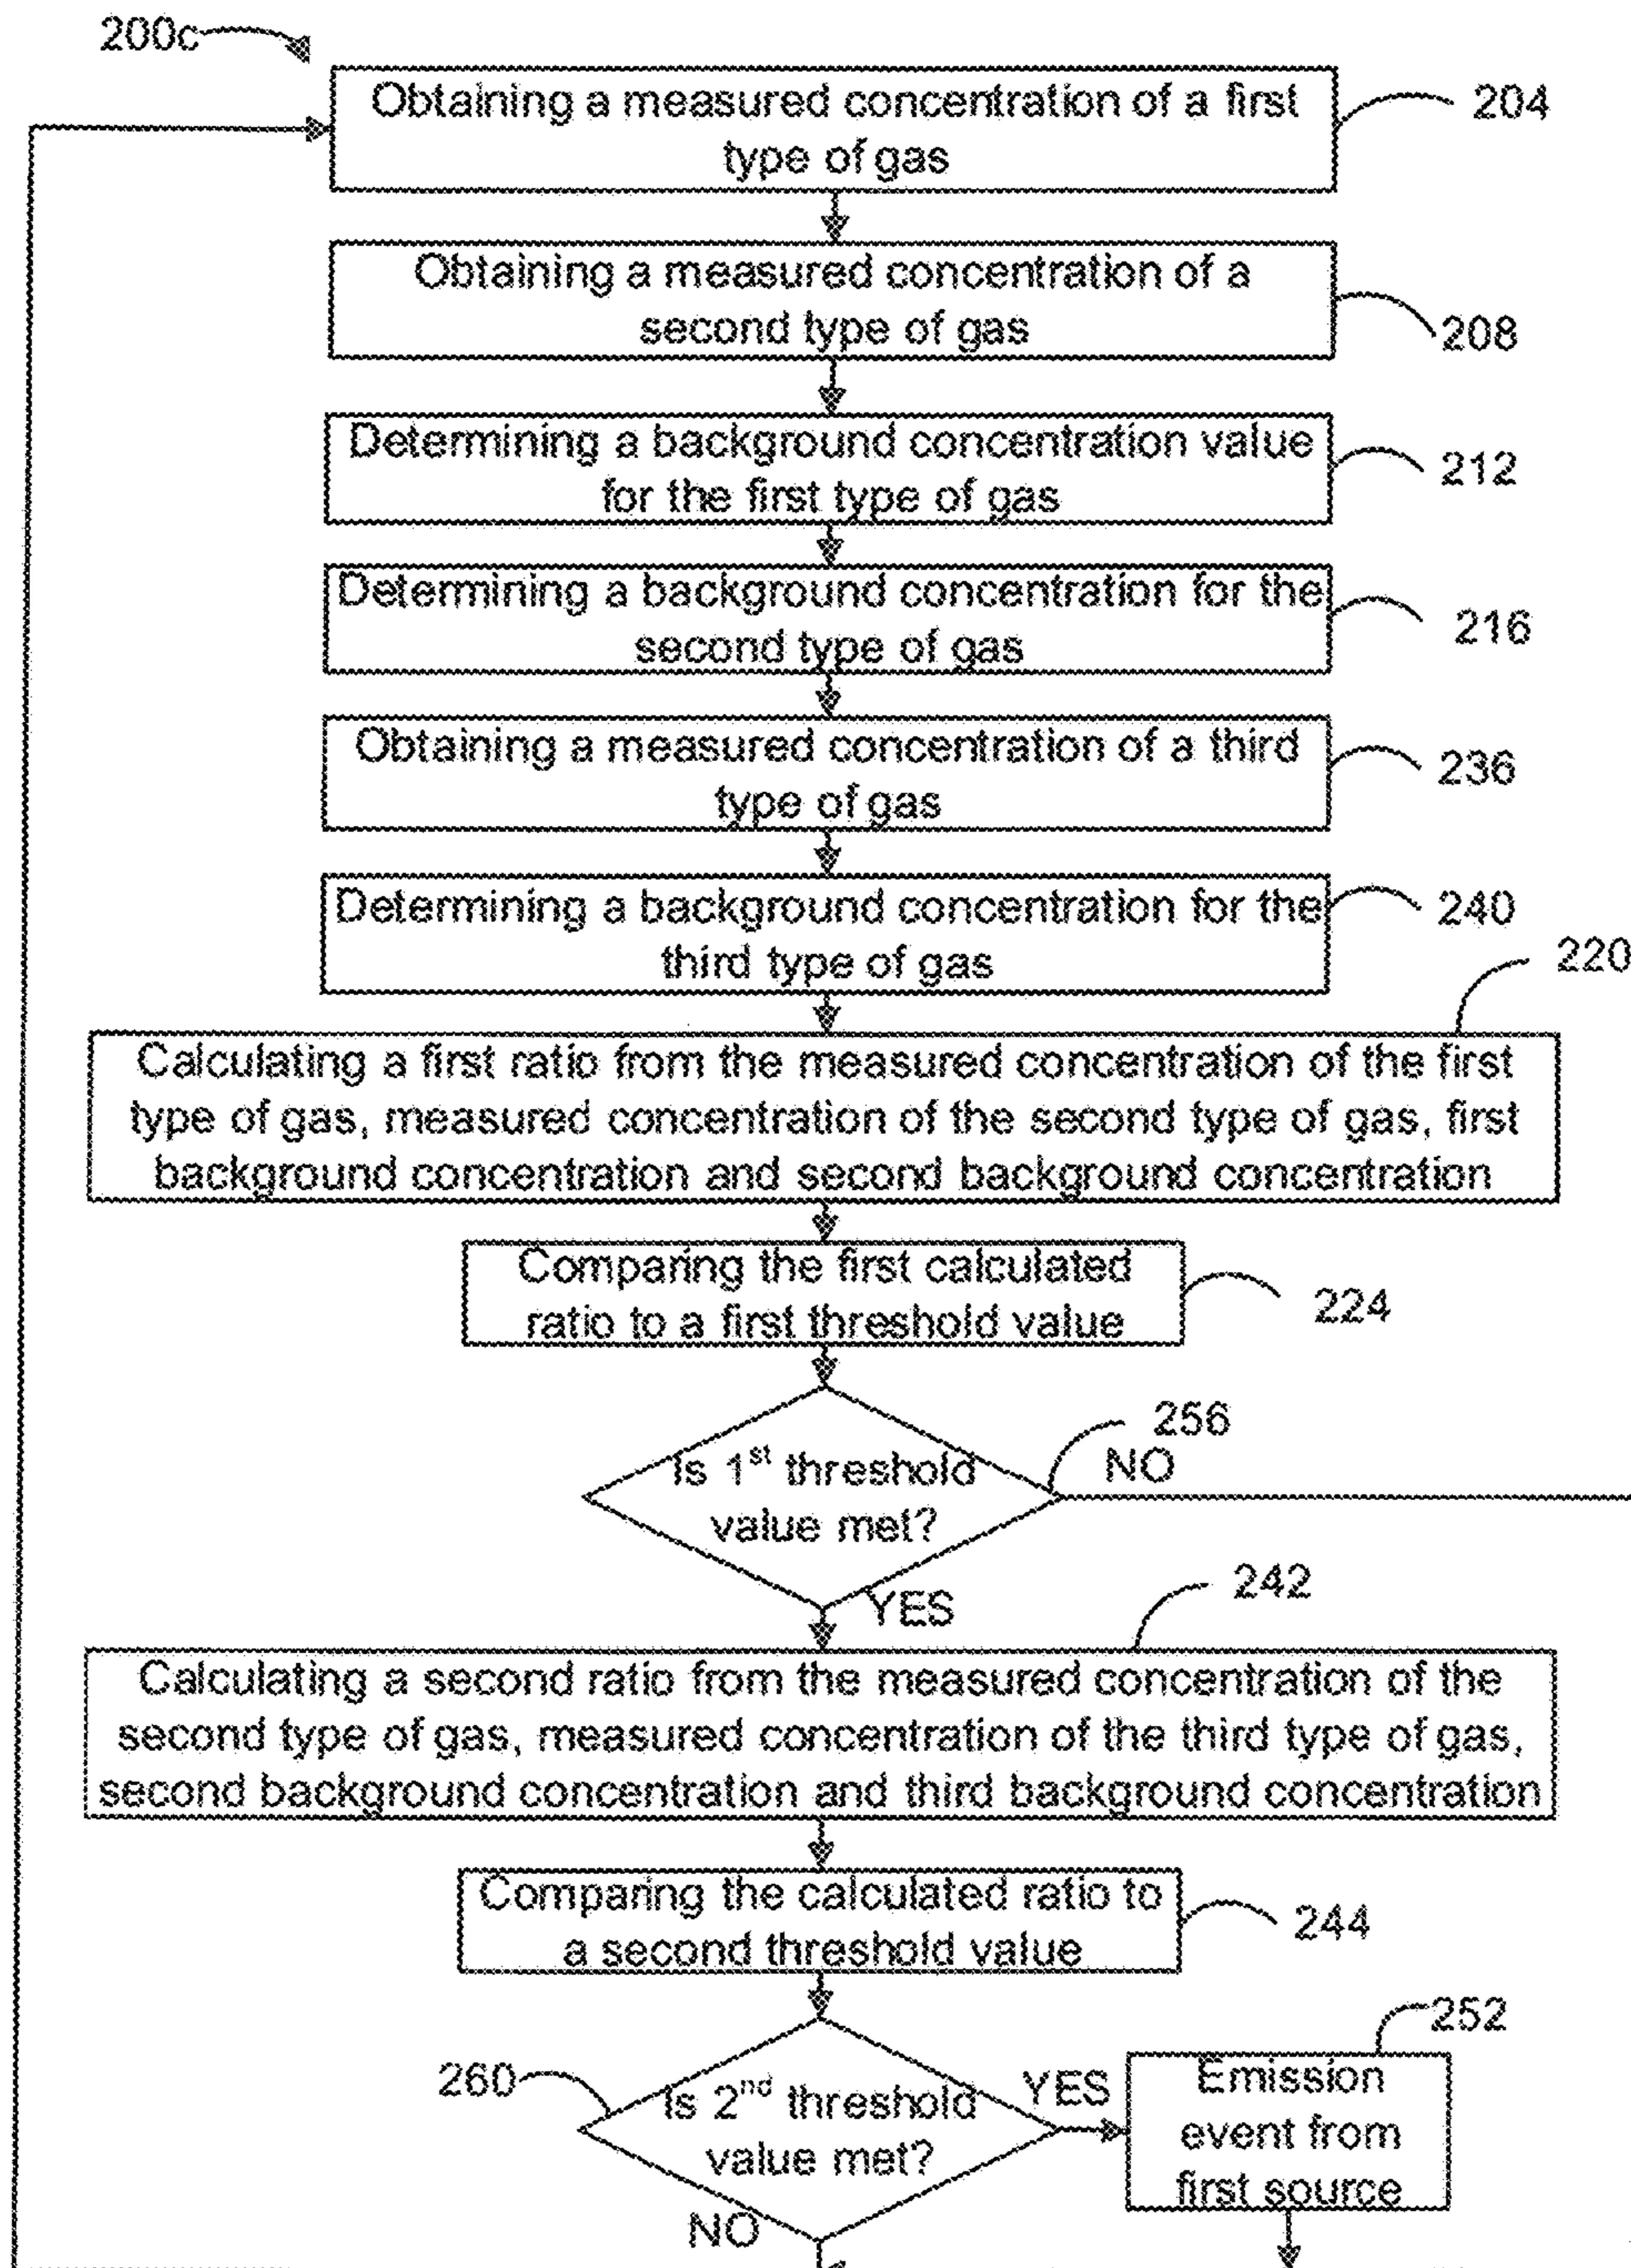 200c
Obtaining a measured concentration of a first
type of gas
204
Obtaining a measured concentration of a
second type of gas
208
Determining a background concentration value
for the first type of gas
212
Determining a background concentration for the
second type of gas
216
Obtaining a measured concentration of a third
type of gas
236
Determining a background concentration for the
third type of gas
240
220
Calculating a first ratio from the measured concentration of the first
type of gas, measured concentration of the second type of gas, first
background concentration and second background concentration
Comparing the first calculated
ratio to a first threshold value
224
256
Is 1st threshold
value met?
NO
YES
242
Calculating a second ratio from the measured concentration of the
second type of gas, measured concentration of the third type of gas,
second background concentration and third background concentration
Comparing the calculated ratio to
a second threshold value
244
252
260
Is 2nd threshold
value met?
YES
Emission
event from
first source
NO